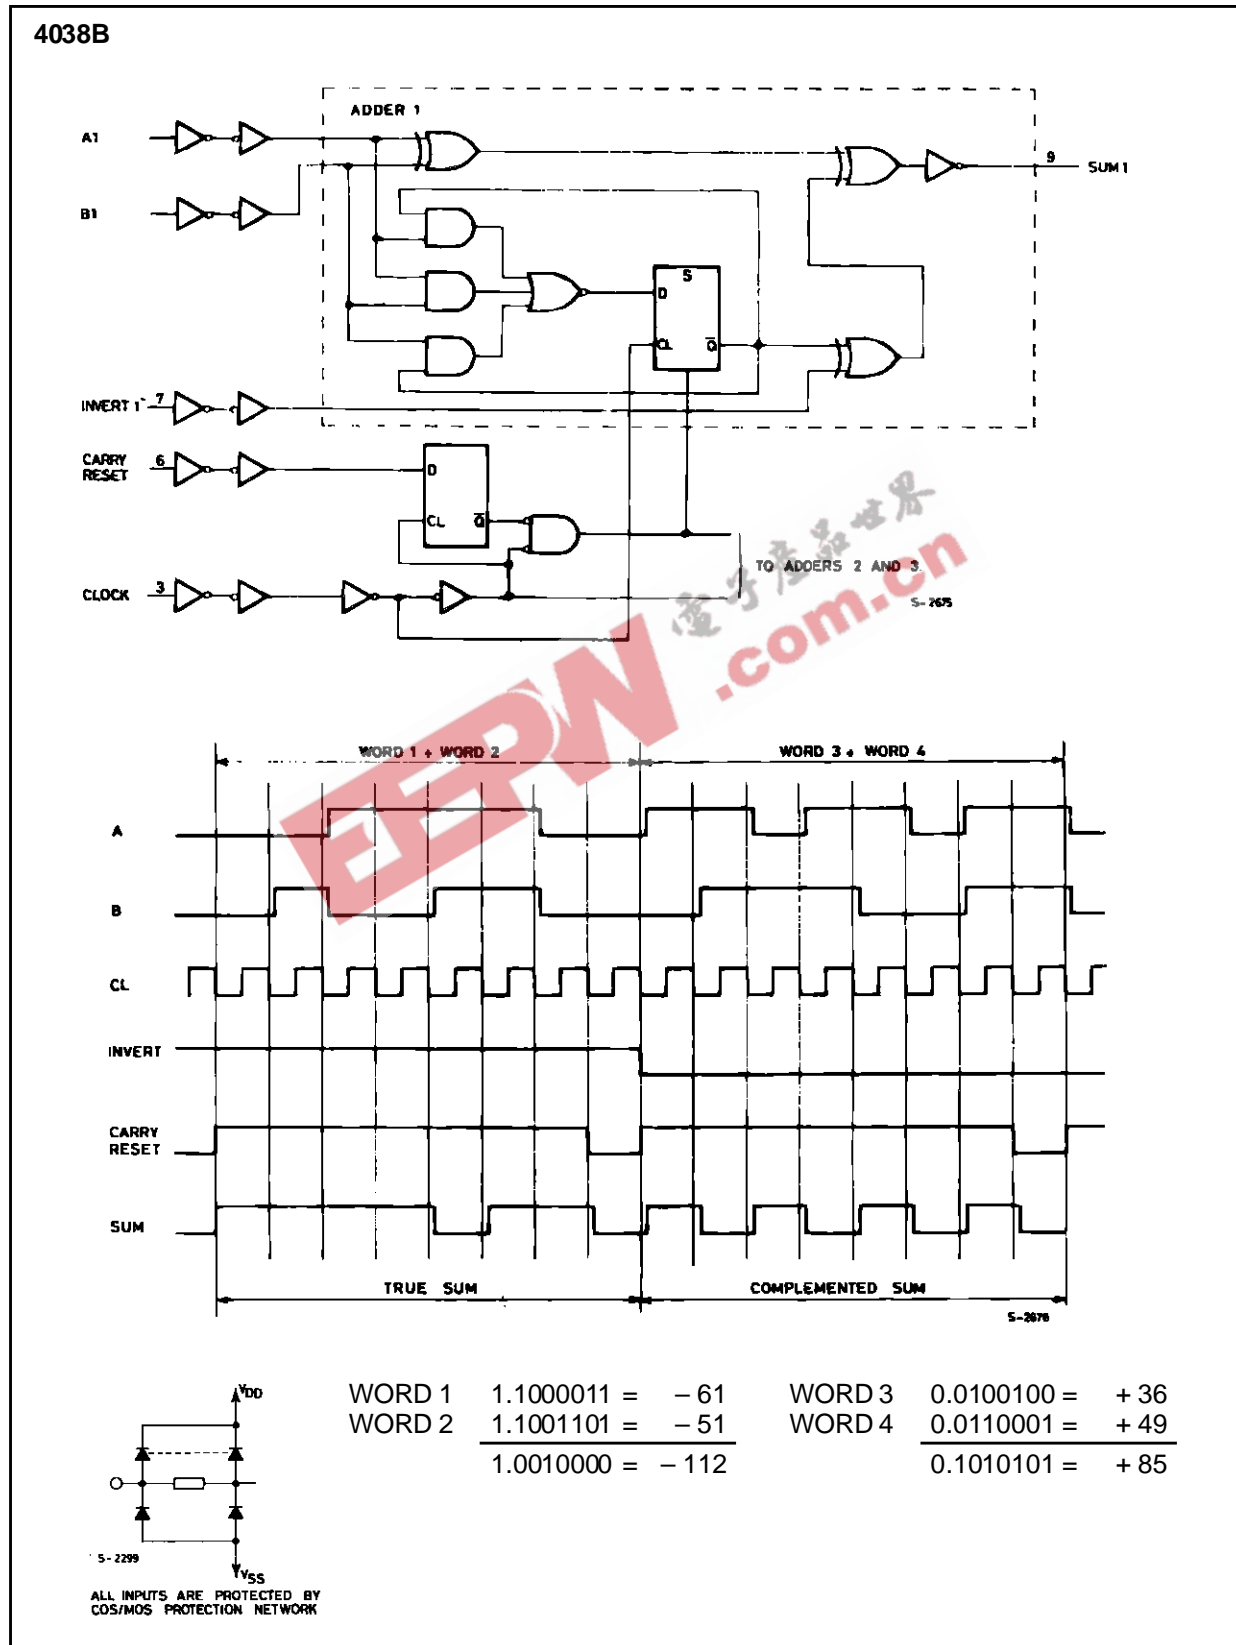 4038B
ADDER 1
A1
B1
9
SUM 1
S
D
CL
Q
INVERT 1
7
CARRY
RESET
6
D
CL
Q
CLOCK
3
TO ADDERS 2 AND 3
S-2675
電子產品世界
EEPW
.com.cn
WORD 1 + WORD 2
WORD 3 + WORD 4
A
B
CL
INVERT
CARRY
RESET
SUM
TRUE SUM
COMPLEMENTED SUM
S-2676
VDD
WORD 1 1.1000011 = – 61
WORD 2 1.1001101 = – 51
1.0010000 = – 112
WORD 3 0.0100100 = + 36
WORD 4 0.0110001 = + 49
0.1010101 = + 85
S-2299
VSS
ALL INPUTS ARE PROTECTED BY
COS/MOS PROTECTION NETWORK